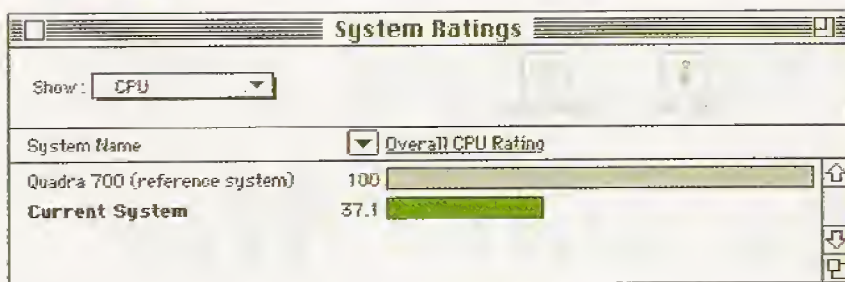 System Ratings
Show: CPU
System Name Overall CPU Rating
Quadra 700 (reference system) 100
Current System 37.1